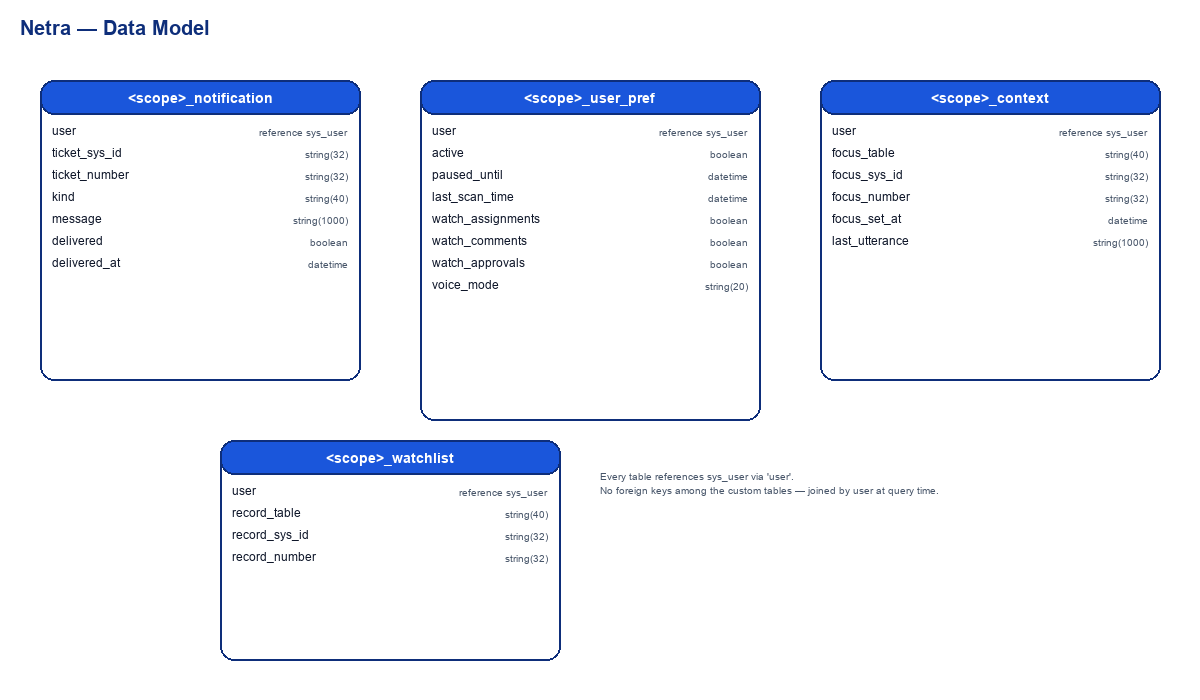 Netra — Data Model
<scope>_notification
user reference sys_user
ticket_sys_id string(32)
ticket_number string(32)
kind string(40)
message string(1000)
delivered boolean
delivered_at datetime
<scope>_user_pref
user reference sys_user
active boolean
paused_until datetime
last_scan_time datetime
watch_assignments boolean
watch_comments boolean
watch_approvals boolean
voice_mode string(20)
<scope>_context
user reference sys_user
focus_table string(40)
focus_sys_id string(32)
focus_number string(32)
focus_set_at datetime
last_utterance string(1000)
<scope>_watchlist
user reference sys_user
record_table string(40)
record_sys_id string(32)
record_number string(32)
Every table references sys_user via 'user'.
No foreign keys among the custom tables — joined by user at query time.